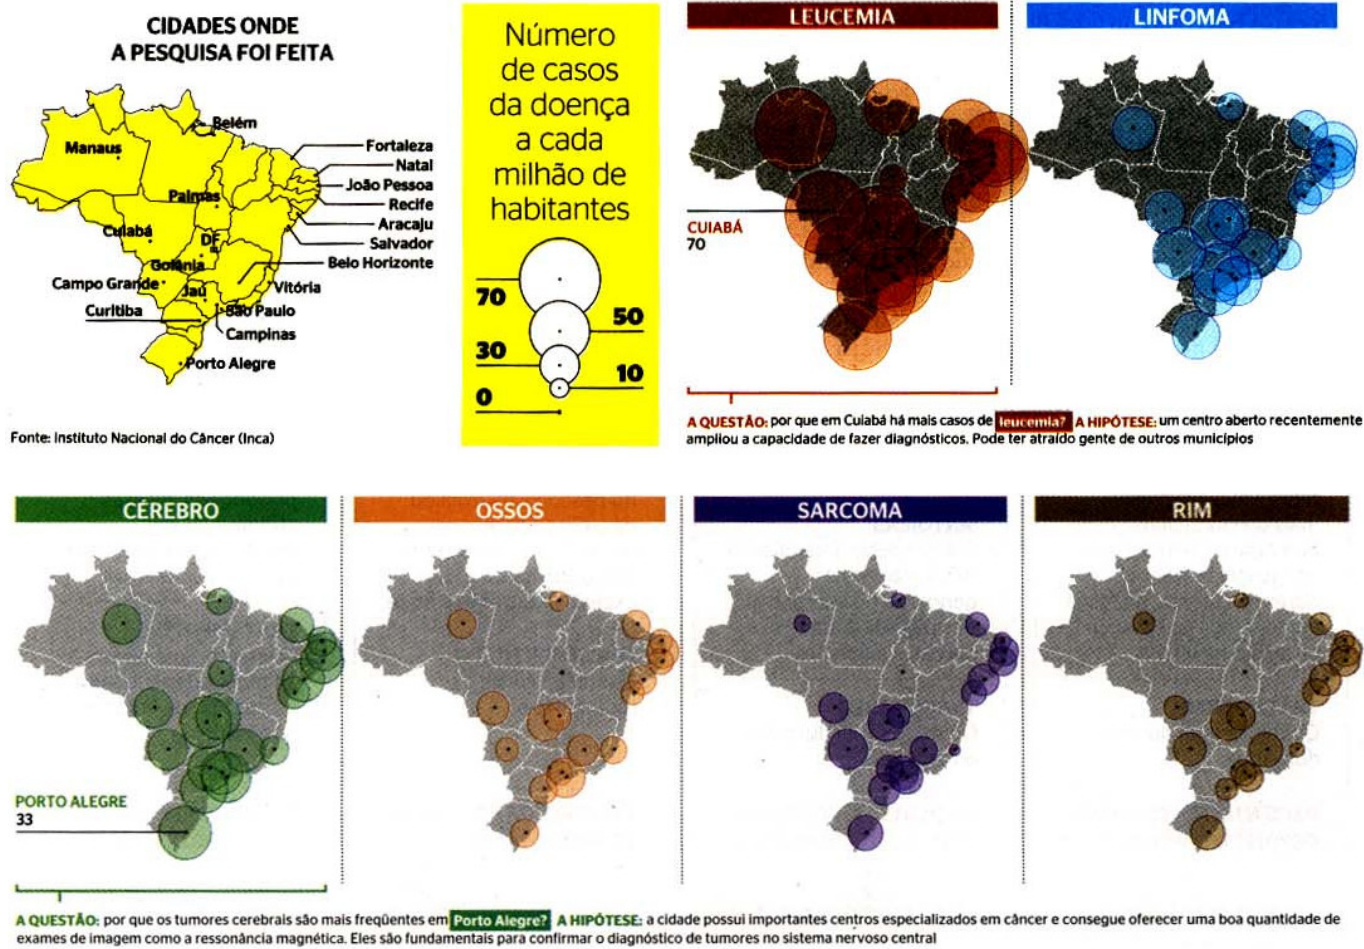 CIDADES ONDE
A PESQUISA FOI FEITA
Belém
Manaus
Fortaleza
Natal
João Pessoa
Palmas
Recife
Aracaju
Cuiabá
DF
Salvador
Goiânia
Belo Horizonte
Campo Grande
Jaú
Vitória
Curitiba
São Paulo
Campinas
Porto Alegre
Fonte: Instituto Nacional do Câncer (Inca)
Número
de casos
da doença
a cada
milhão de
habitantes
70
50
30
10
0
LEUCEMIA
CUIABÁ
70
LINFOMA
A QUESTÃO: por que em Cuiabá há mais casos de leucemia? A HIPÓTESE: um centro aberto recentemente
ampliou a capacidade de fazer diagnósticos. Pode ter atraído gente de outros municípios
CÉREBRO
OSSOS
SARCOMA
RIM
PORTO ALEGRE
33
A QUESTÃO: por que os tumores cerebrais são mais freqüentes em Porto Alegre? A HIPÓTESE: a cidade possui importantes centros especializados em câncer e consegue oferecer uma boa quantidade de
exames de imagem como a ressonância magnética. Eles são fundamentais para confirmar o diagnóstico de tumores no sistema nervoso central